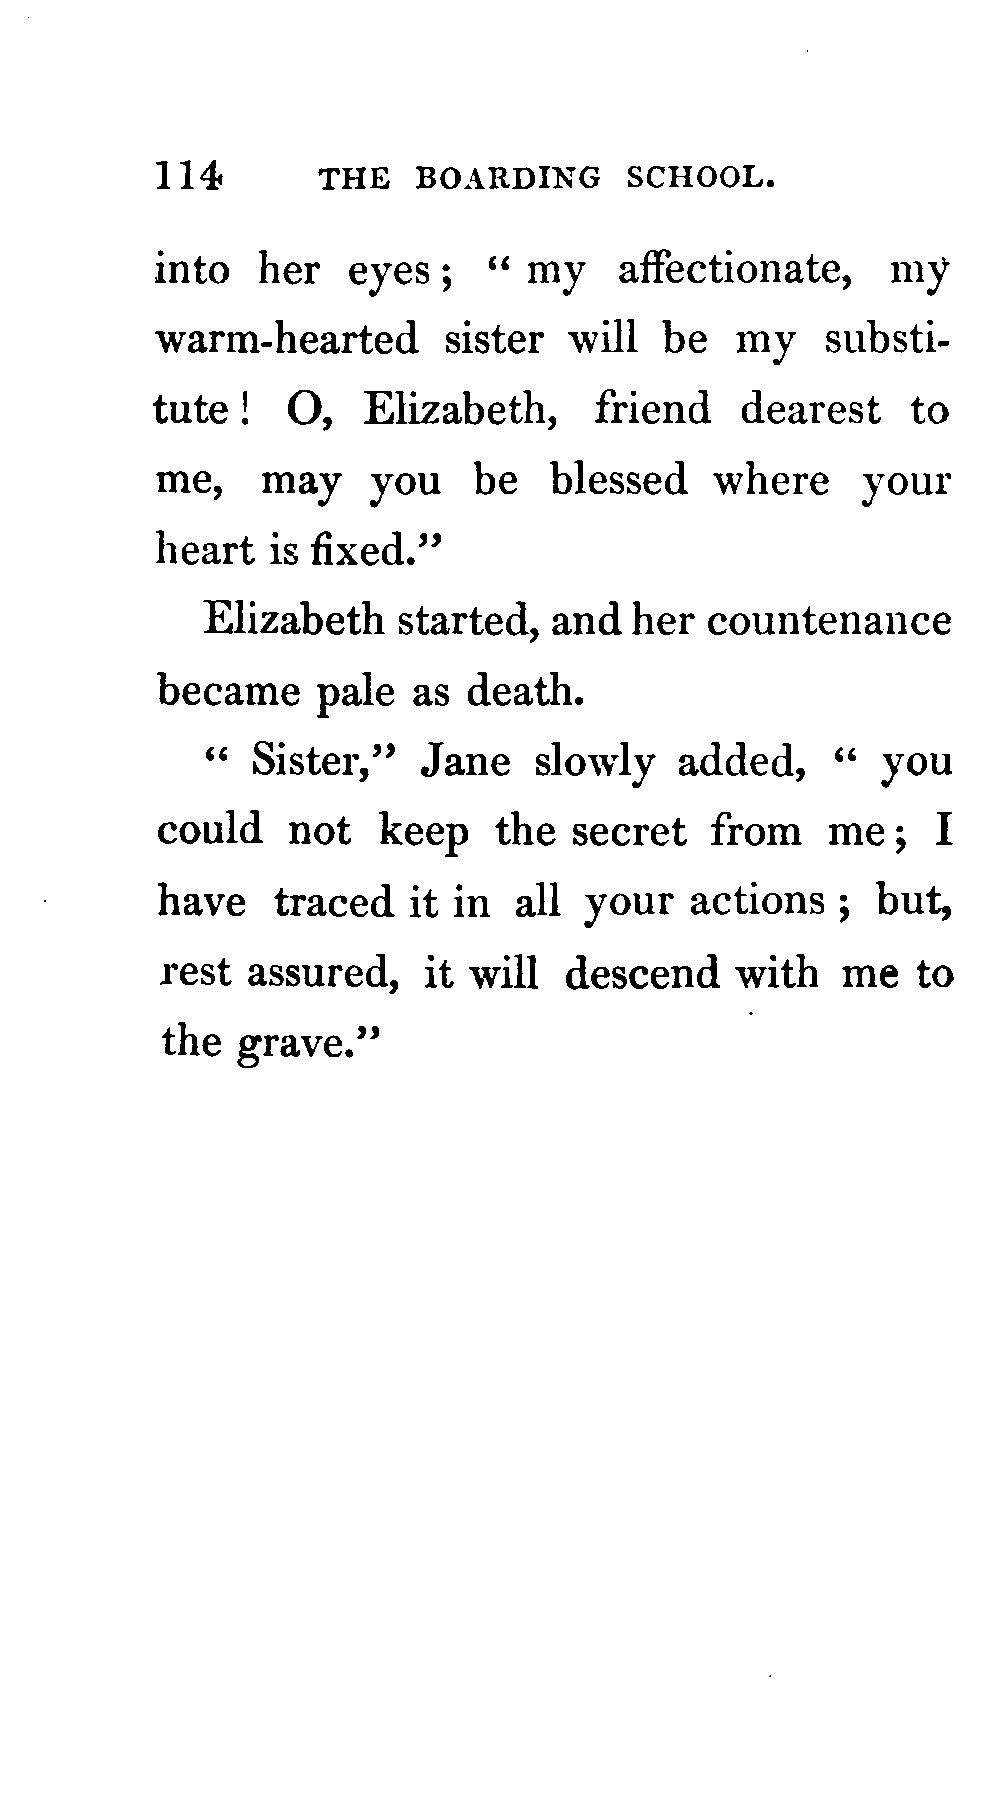 114 THE BOARDING SCHOOL.
into her eyes; “ my affectionate, my
warm-hearted sister will be my substi-
tute! O, Elizabeth, friend dearest to
me, may you be blessed where your
heart is fixed.”
Elizabeth started, and her countenance
became pale as death.
“ Sister,” Jane slowly added, “ you
could not keep the secret from me; I
have traced it in all your actions ; but,
rest assured, it will descend with me to
the grave.”